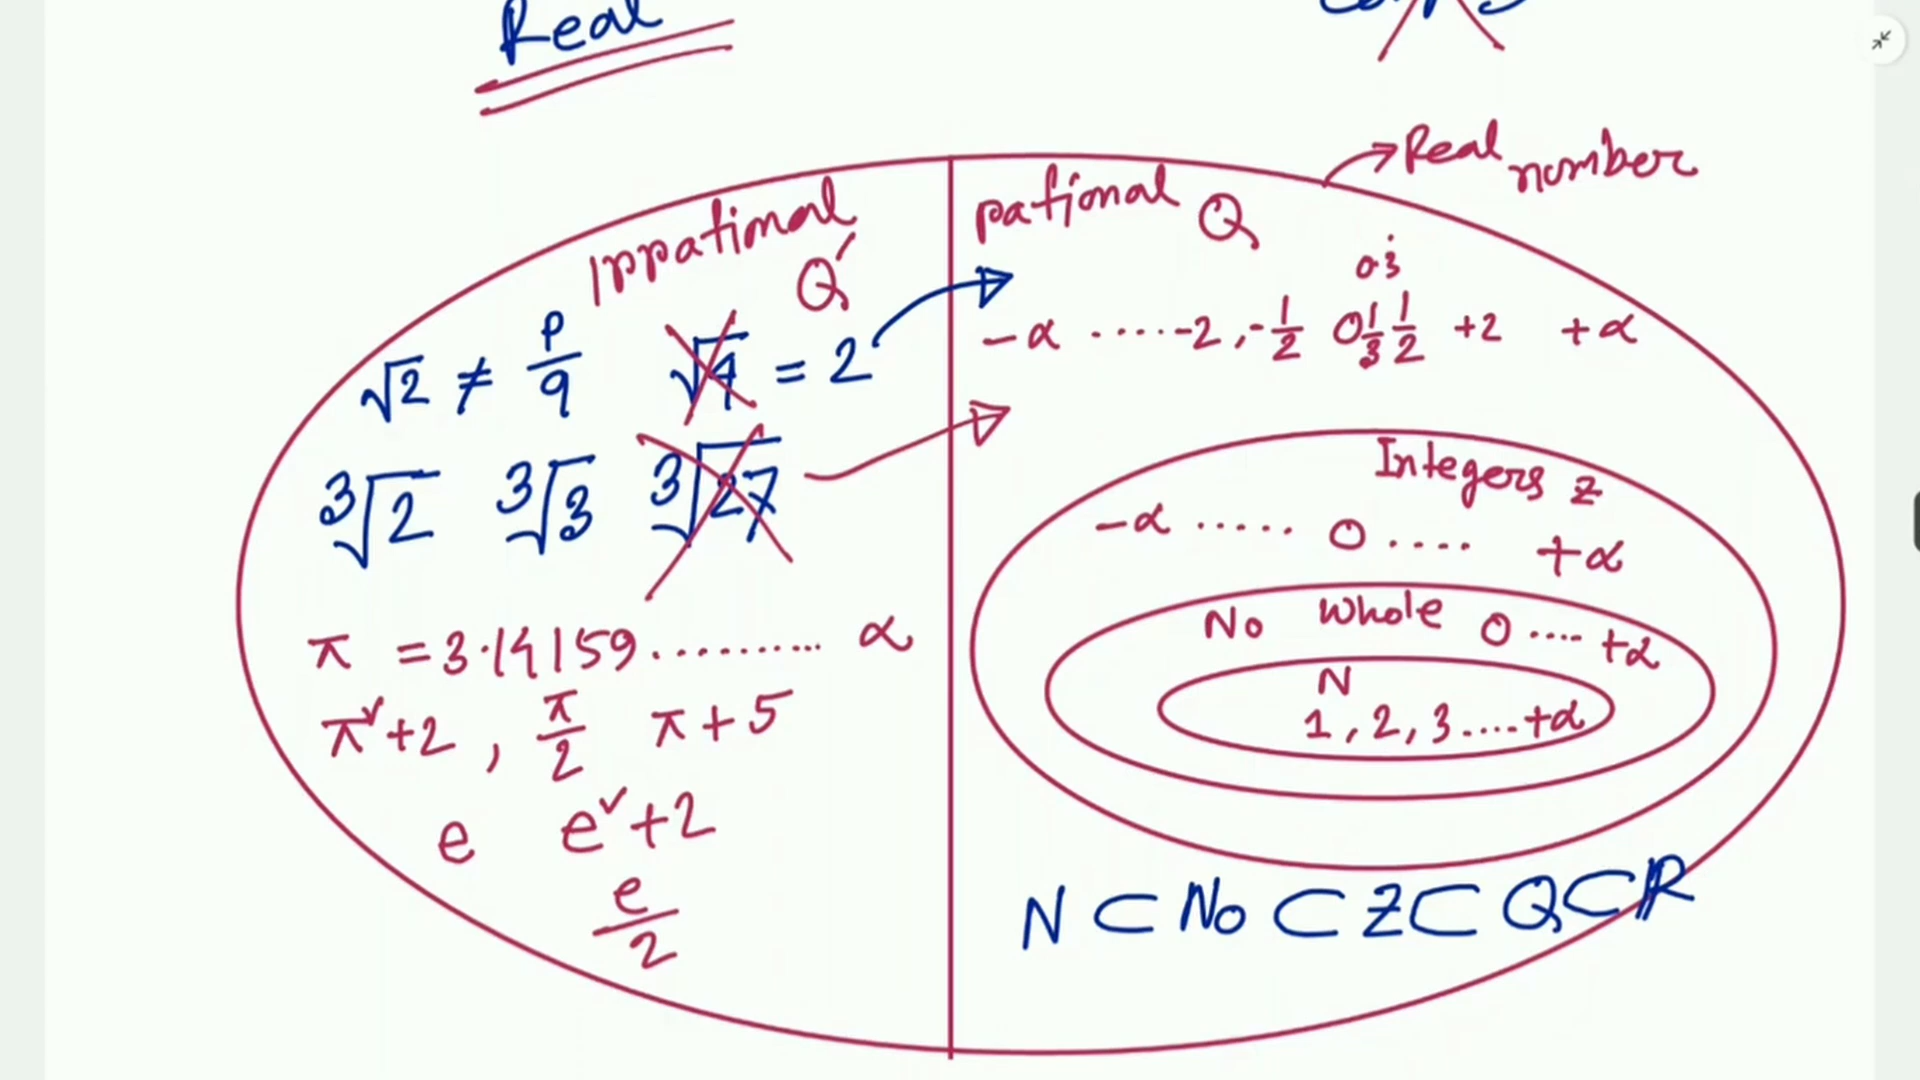 Real
Real number
Irrational Q'
√2 ≠ p/q √4 = 2
∛2 ∛3 ∛27
π = 3.14159.......... α
π²+2 , π/2 π+5
e e²+2
e/2
rational Q
0.3̇
-α ....-2, -1/2 0 1/3 1/2 +2 +α
Integers Z
-α ...... 0 .... +α
No Whole 0 .... +α
N
1, 2, 3....+α
N ⊂ No ⊂ Z ⊂ Q ⊂ R